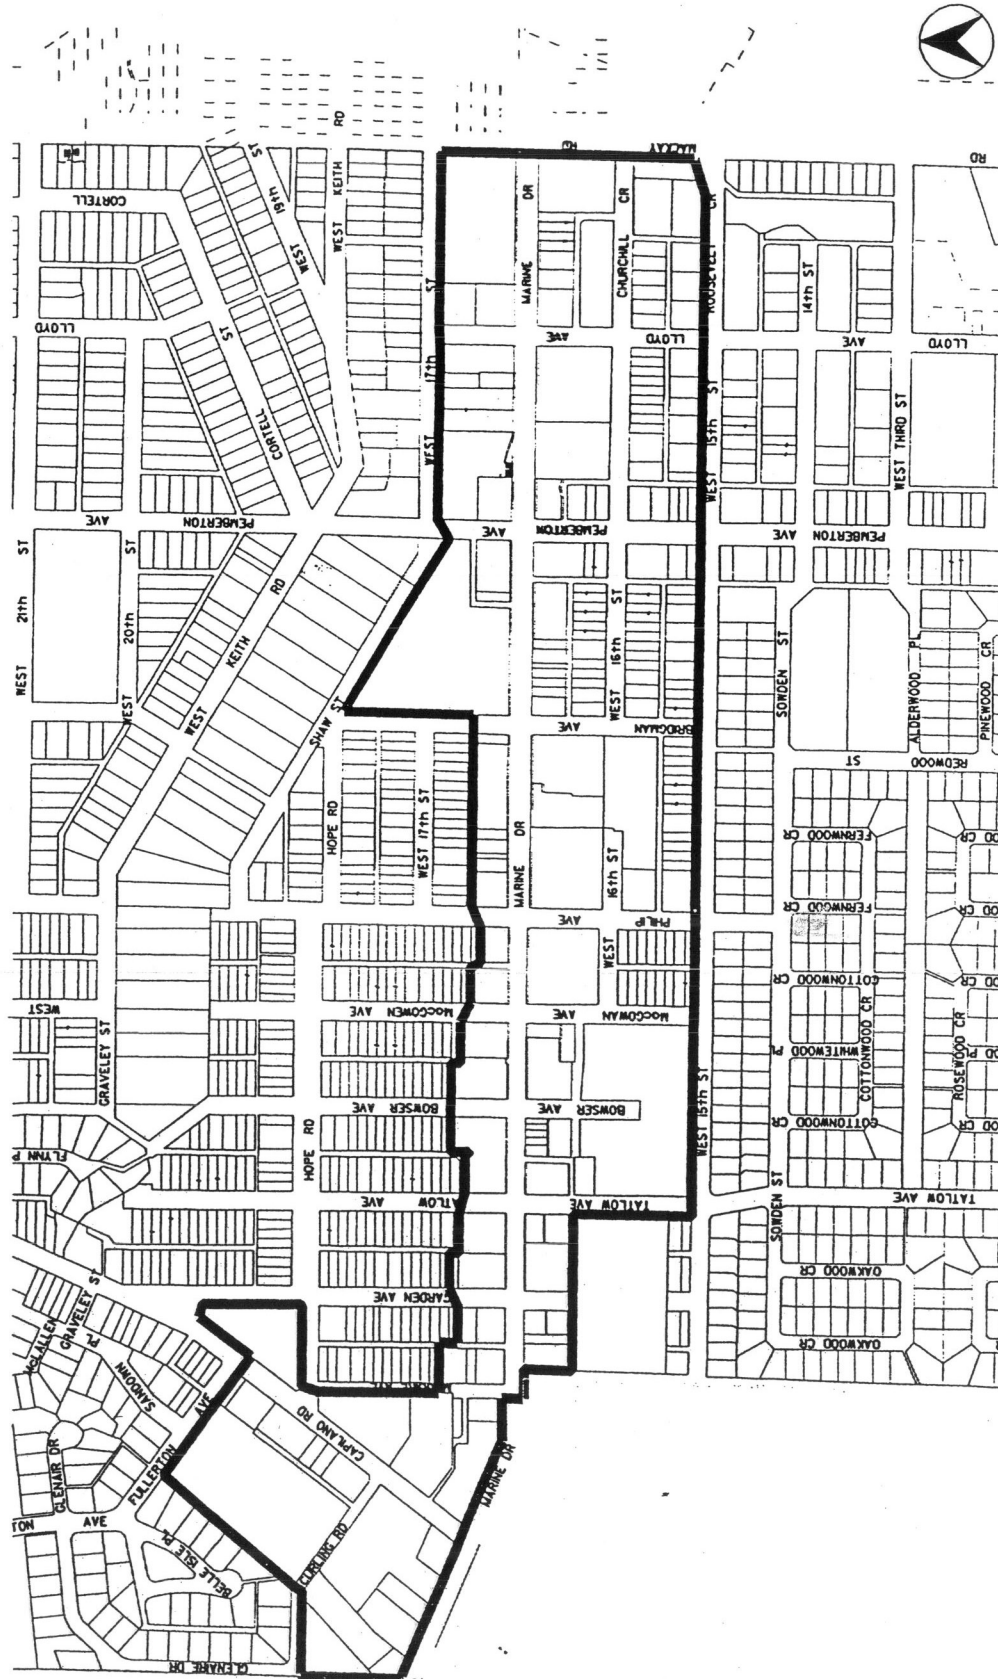 RD
WEST KEITH
19th ST
WEST
CORTELL
MACKAY
RD
RD
MARINE DR
CHURCHILL CR
ROOSEVELT CR
14th ST
LLOYD
ST
WEST 17th ST
AVE
LLOYD
AVE
LLOYD
CORTELL
WEST 15th ST
WEST THIRD ST
AVE
PEMBERTON
AVE
PEMBERTON
AVE
PEMBERTON
WEST 21th ST
WEST 20th ST
WEST KEITH RD
SHAW ST
WEST 16th ST
SOWDEN ST
ALDERWOOD PL
PINEWOOD CR
AVE
BRIDGMAN
REDWOOD ST
HOPE RD
WEST 17th ST
MARINE DR
16th ST
WEST
FERNWOOD CR
FERNWOOD CR
AVE
PHILIP
COTTONWOOD CR
WEST
AVE MacGOWEN
AVE MacGOWAN
WHITEWOOD PL
COTTONWOOD CR
ROSEWOOD CR
GRAVELEY ST
AVE BOWSER
AVE BOWSER
WEST 15th ST
COTTONWOOD CR
FLYNN P
HOPE RD
AVE
TATLOW AVE
TATLOW AVE
SOWDEN ST
OAKWOOD CR
GRAVELEY ST
GARDEN AVE
OAKWOOD CR
McLALLEN PL
SANDOWN
FULLERTON AVE
CAPILANO RD
GLENAIR DR
MARINE DR
AVE
BELLE ISLE PL
CURLING RD
GLENAIRE DR